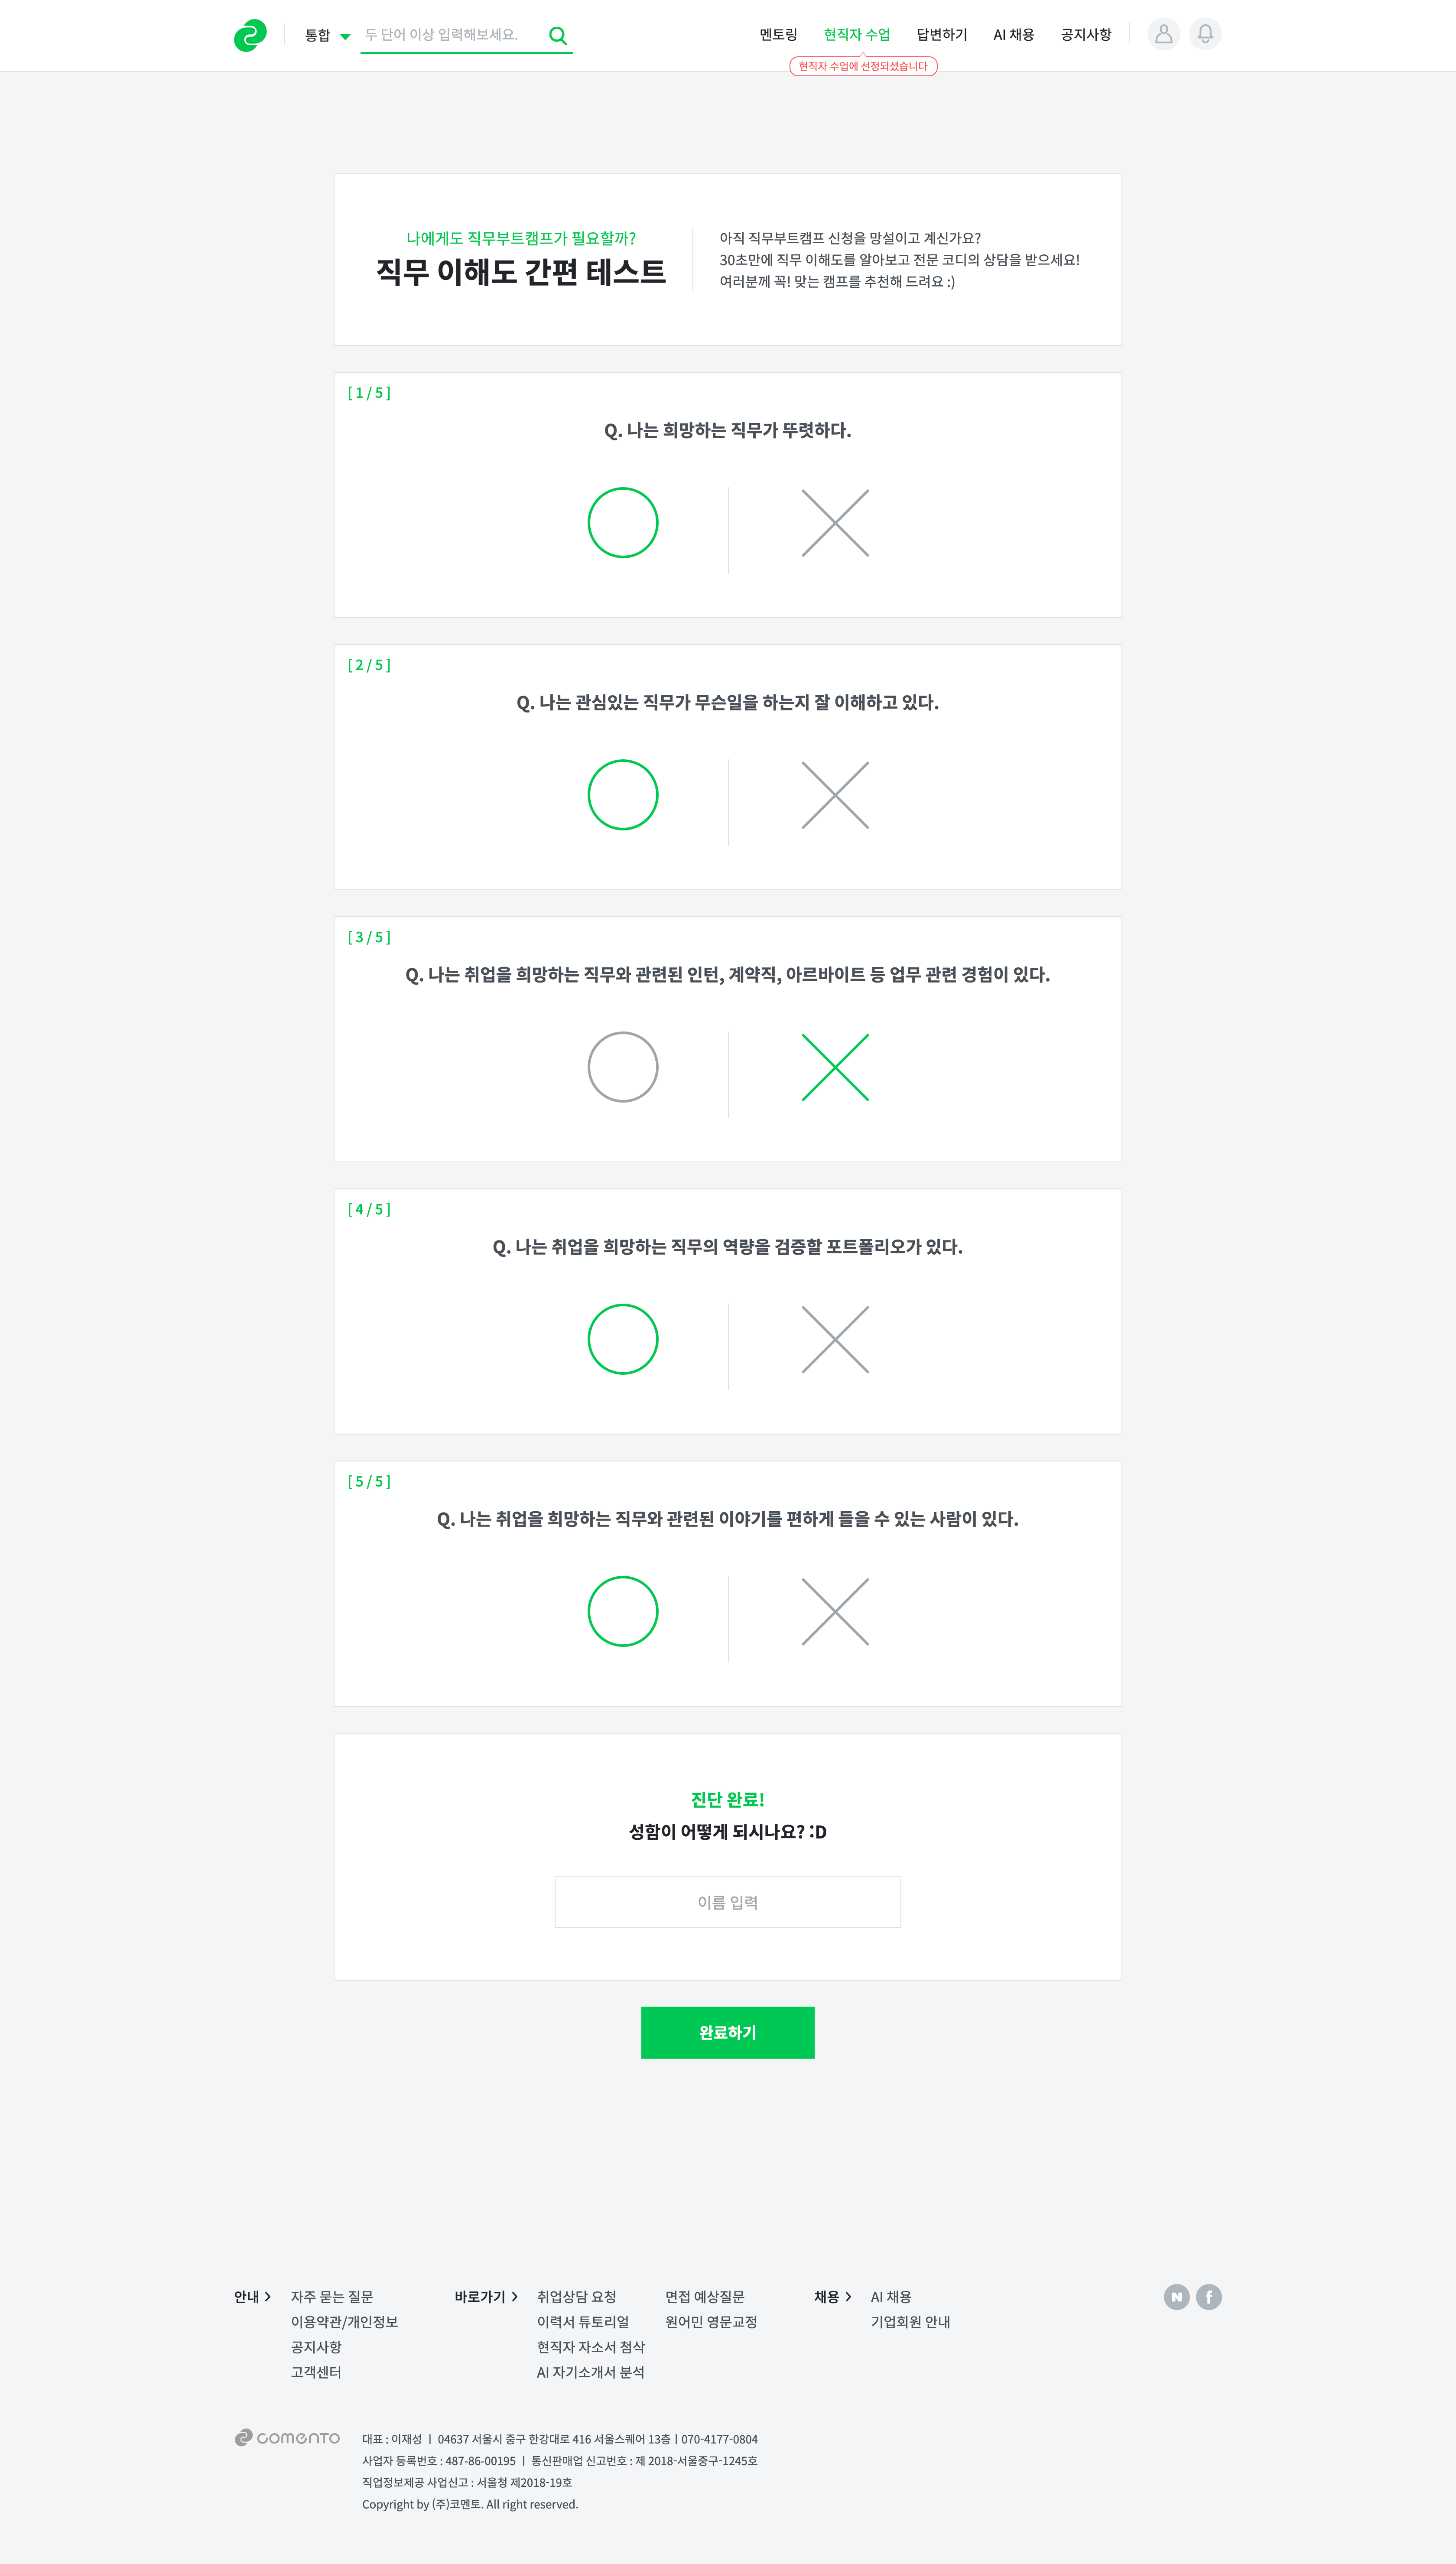 통합
두 단어 이상 입력해보세요.
멘토링 현직자 수업 답변하기 AI 채용 공지사항
현직자 수업에 선정되셨습니다
나에게도 직무부트캠프가 필요할까?
직무 이해도 간편 테스트
아직 직무부트캠프 신청을 망설이고 계신가요?
30초만에 직무 이해도를 알아보고 전문 코디의 상담을 받으세요!
여러분께 꼭! 맞는 캠프를 추천해 드려요 :)
[ 1 / 5 ]
Q. 나는 희망하는 직무가 뚜렷하다.
[ 2 / 5 ]
Q. 나는 관심있는 직무가 무슨일을 하는지 잘 이해하고 있다.
[ 3 / 5 ]
Q. 나는 취업을 희망하는 직무와 관련된 인턴, 계약직, 아르바이트 등 업무 관련 경험이 있다.
[ 4 / 5 ]
Q. 나는 취업을 희망하는 직무의 역량을 검증할 포트폴리오가 있다.
[ 5 / 5 ]
Q. 나는 취업을 희망하는 직무와 관련된 이야기를 편하게 들을 수 있는 사람이 있다.
진단 완료!
성함이 어떻게 되시나요? :D
이름 입력
완료하기
안내 >
자주 묻는 질문
이용약관/개인정보
공지사항
고객센터
바로가기 >
취업상담 요청
이력서 튜토리얼
현직자 자소서 첨삭
AI 자기소개서 분석
면접 예상질문
원어민 영문교정
채용 >
AI 채용
기업회원 안내
N f
comento
대표 : 이재성 ㅣ 04637 서울시 중구 한강대로 416 서울스퀘어 13층ㅣ070-4177-0804
사업자 등록번호 : 487-86-00195 ㅣ 통신판매업 신고번호 : 제 2018-서울중구-1245호
직업정보제공 사업신고 : 서울청 제2018-19호
Copyright by (주)코멘토. All right reserved.